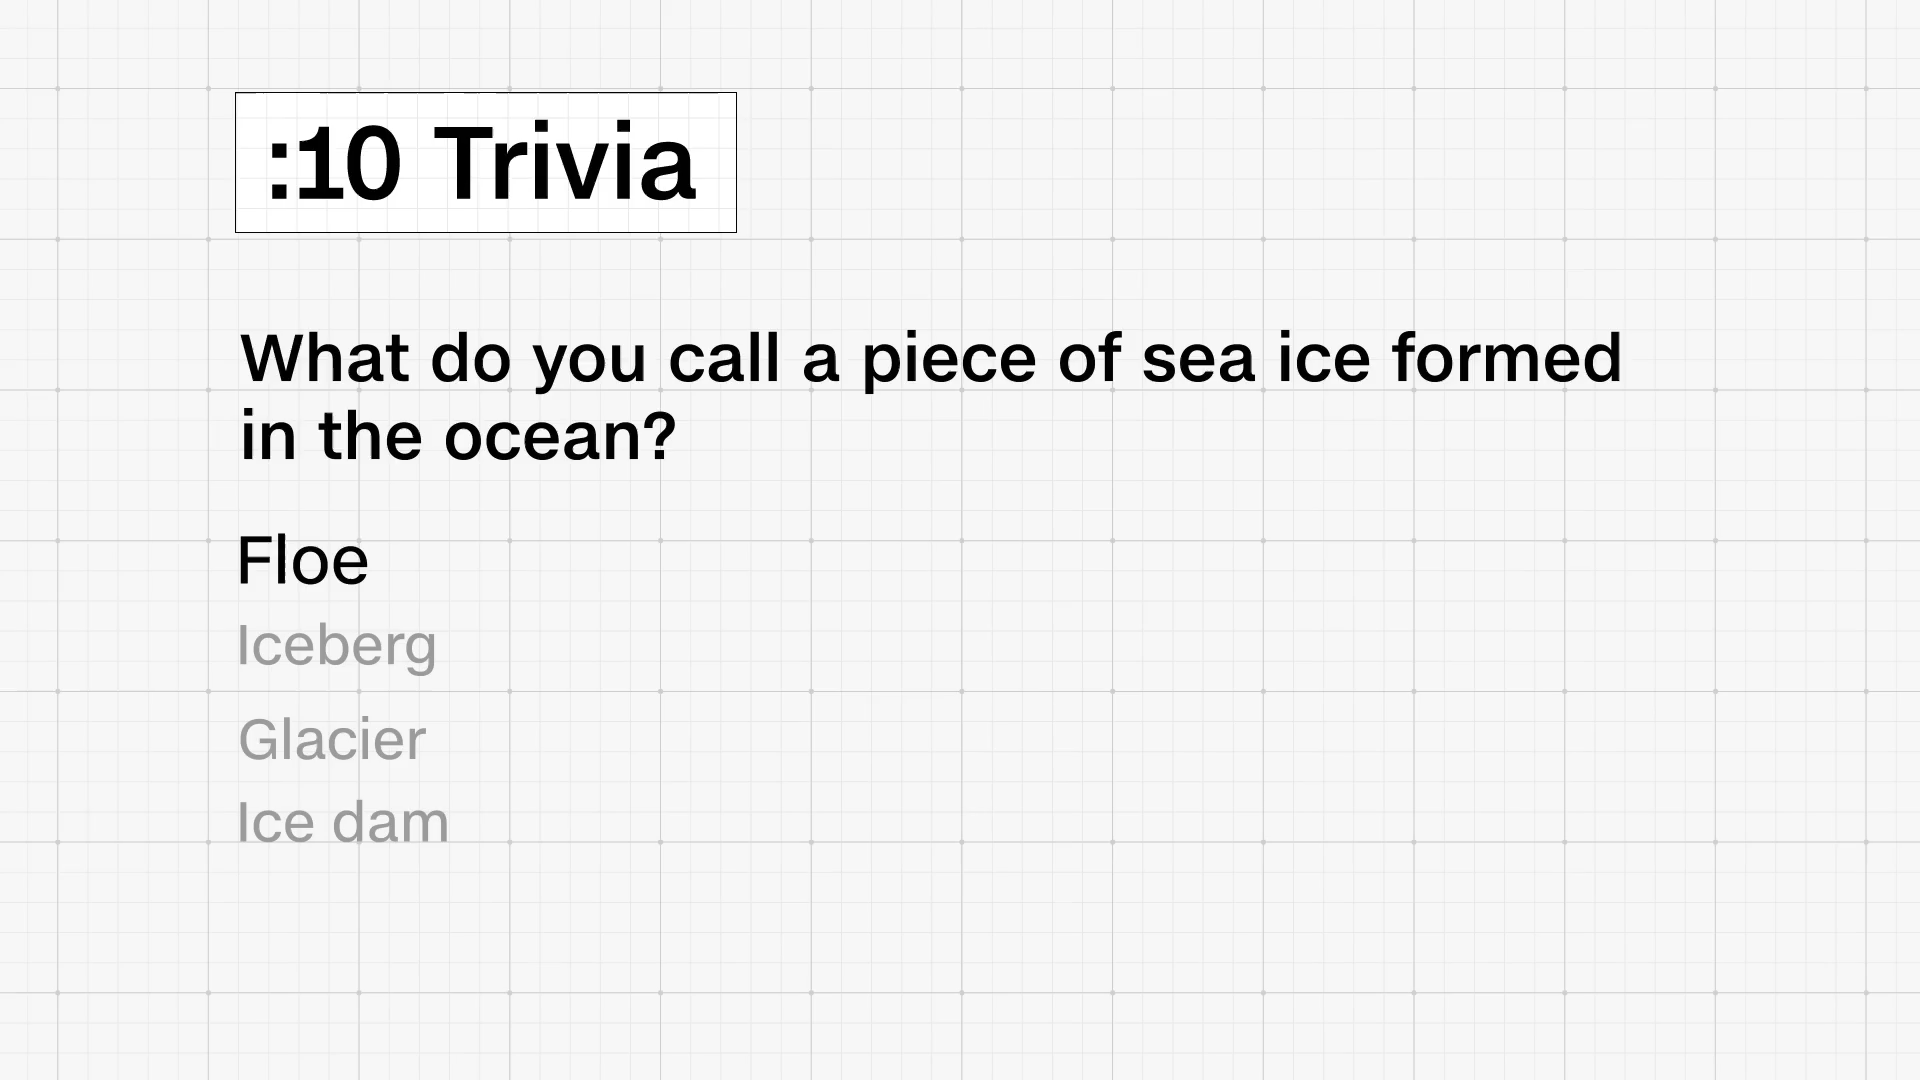 :10 Trivia
What do you call a piece of sea ice formed
in the ocean?
Floe
Iceberg
Glacier
Ice dam